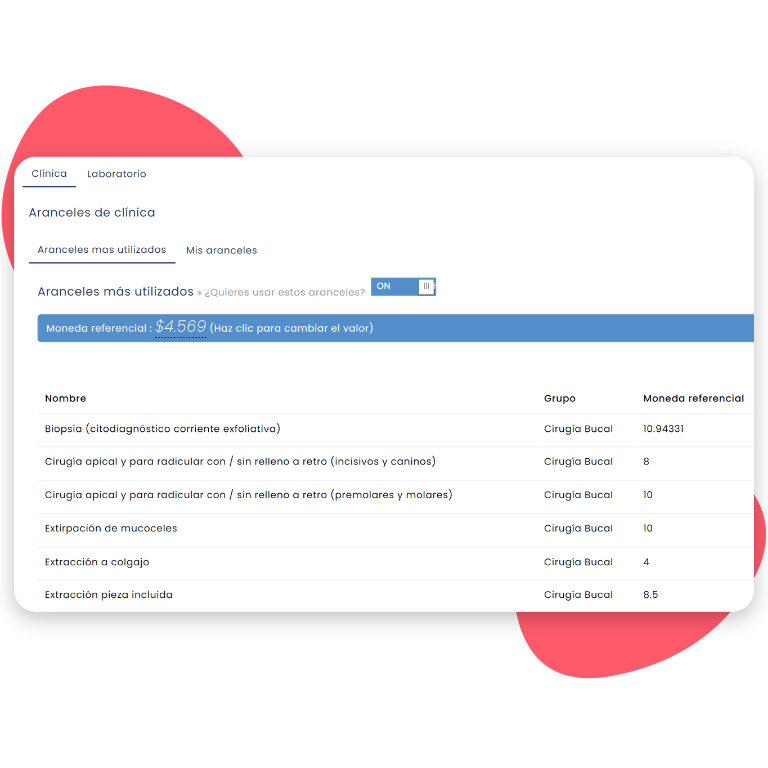 Clínica Laboratorio
Aranceles de clínica
Aranceles mas utilizados Mis aranceles
Aranceles más utilizados » ¿Quieres usar estos aranceles? ON
Moneda referencial : $4.569 (Haz clic para cambiar el valor)
Nombre Grupo Moneda referencial
Biopsia (citodiagnóstico corriente exfoliativa) Cirugía Bucal 10.94331
Cirugía apical y para radicular con / sin relleno a retro (incisivos y caninos) Cirugía Bucal 8
Cirugía apical y para radicular con / sin relleno a retro (premolares y molares) Cirugía Bucal 10
Extirpación de mucoceles Cirugía Bucal 10
Extracción a colgajo Cirugía Bucal 4
Extracción pieza incluida Cirugía Bucal 8.5